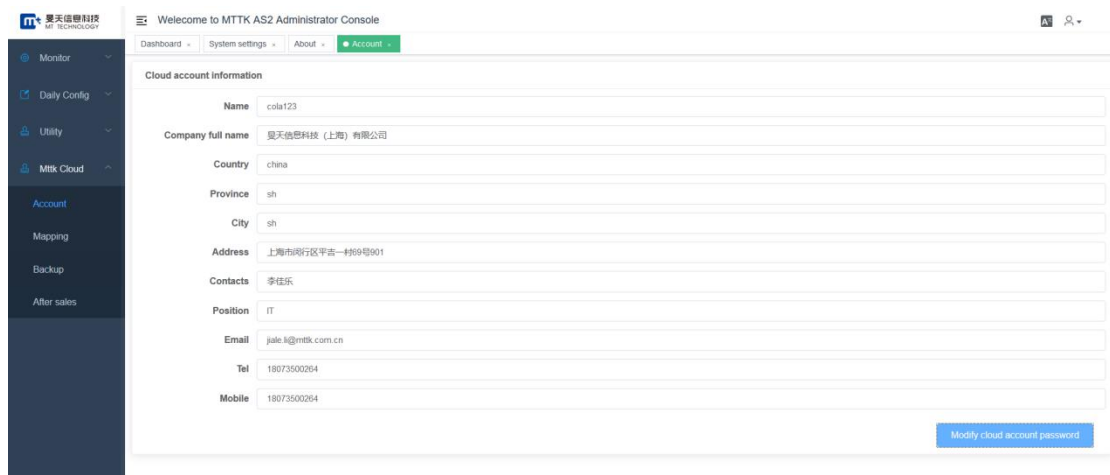 旻天信息科技
MT TECHNOLOGY
Welecome to MTTK AS2 Administrator Console
Dashboard ×
System settings ×
About ×
Account ×
Monitor
Daily Config
Utility
Mttk Cloud
Account
Mapping
Backup
After sales
Cloud account information
Name cola123
Company full name 旻天信息科技（上海）有限公司
Country china
Province sh
City sh
Address 上海市闵行区平吉一村69号901
Contacts 李佳乐
Position IT
Email jiale.li@mttk.com.cn
Tel 18073500264
Mobile 18073500264
Modify cloud account password